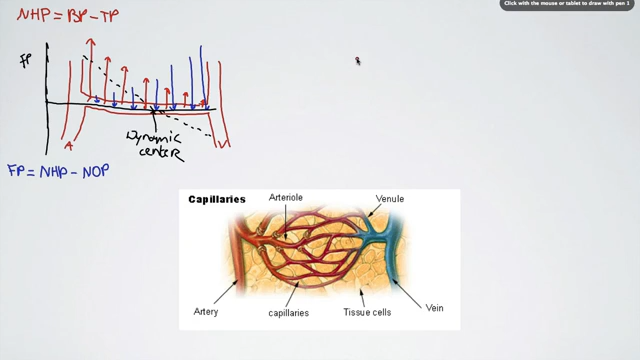 Click with the mouse or tablet to draw with pen 1
NHP = BP - TP
FP
A
V
Dynamic
center
FP = NHP - NOP
Capillaries
Arteriole
Venule
Artery
capillaries
Tissue cells
Vein